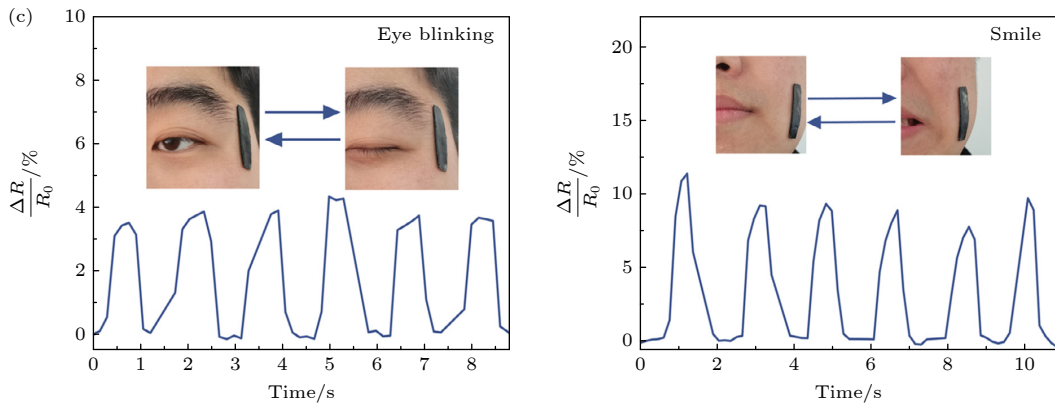 (c)
Eye blinking
10
8
6
4
2
0
ΔR
R₀
/%
0 1 2 3 4 5 6 7 8
Time/s
Smile
20
15
10
5
0
ΔR
R₀
/%
0 2 4 6 8 10
Time/s